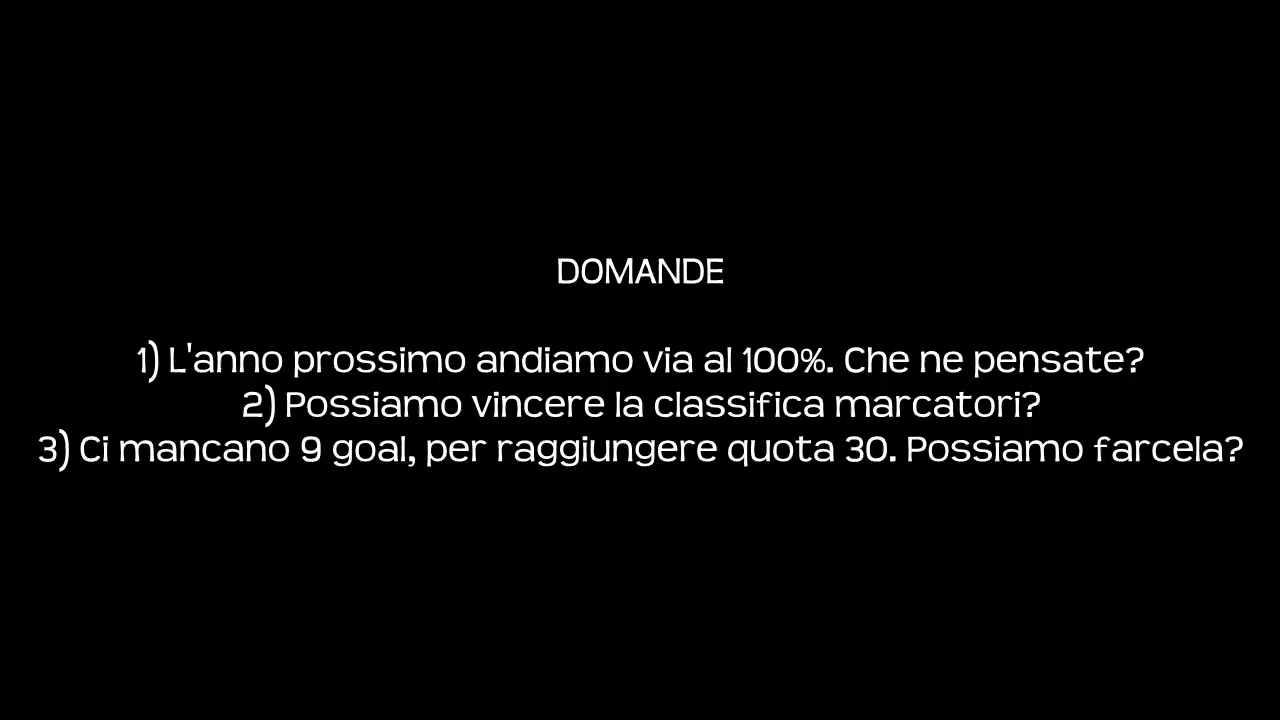 DOMANDE
1) L'anno prossimo andiamo via al 100%. Che ne pensate?
2) Possiamo vincere la classifica marcatori?
3) Ci mancano 9 goal, per raggiungere quota 30. Possiamo farcela?